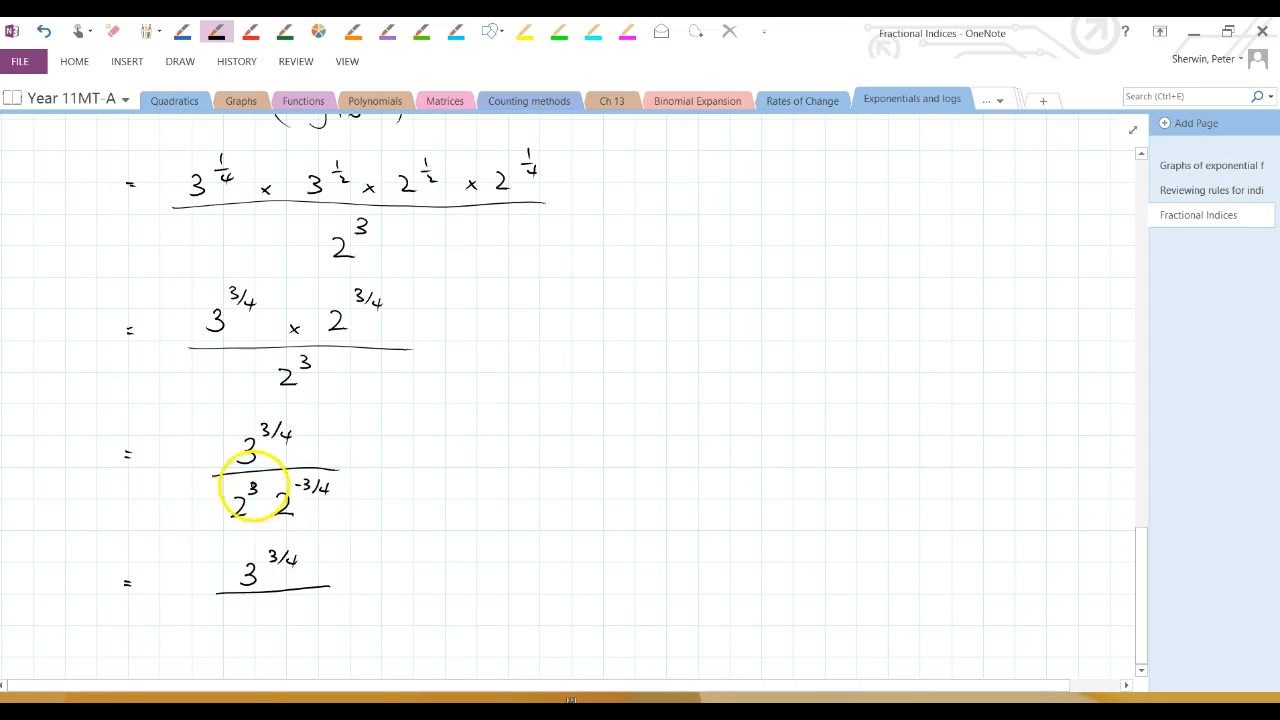 Fractional Indices - OneNote
FILE HOME INSERT DRAW HISTORY REVIEW VIEW Sherwin, Peter
Year 11MT-A Quadratics Graphs Functions Polynomials Matrices Counting methods Ch 13 Binomial Expansion Rates of Change Exponentials and logs ... Search (Ctrl+E)
Add Page
Graphs of exponential f
Reviewing rules for indi
Fractional Indices
= 3^{1/4} × 3^{1/2} × 2^{1/2} × 2^{1/4}
2^3
= 3^{3/4} × 2^{3/4}
2^3
= 3^{3/4}
2^3 2^{-3/4}
= 3^{3/4}